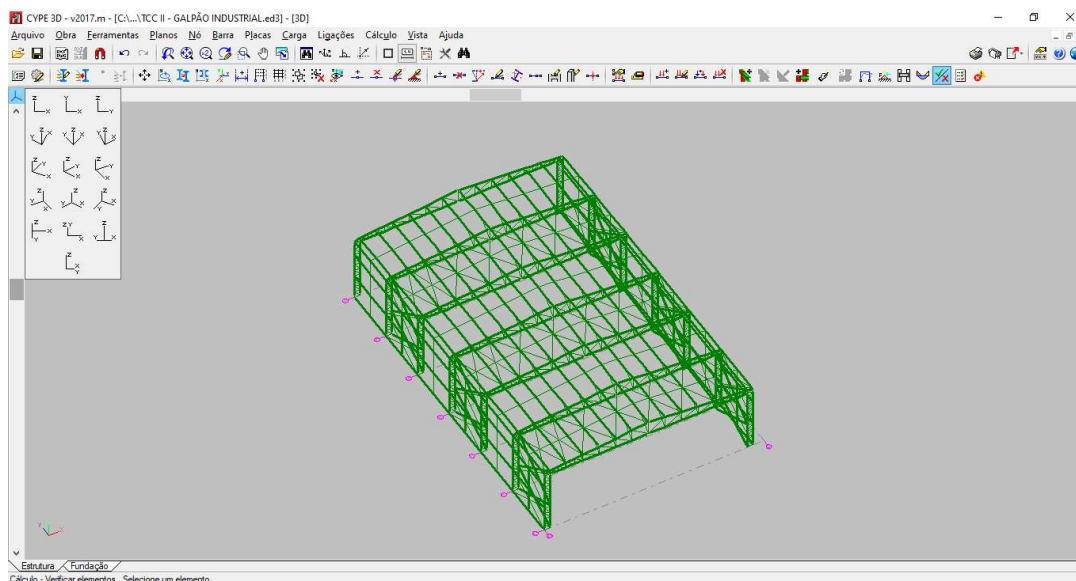 CYPE 3D - v2017.m - [C:\...\TCC II - GALPÃO INDUSTRIAL.ed3] - [3D]
Arquivo Obra Ferramentas Planos Nó Barra Placas Carga Ligações Cálculo Vista Ajuda
Estrutura Fundação
Cálculo - Verificar elementos Selecione um elemento.